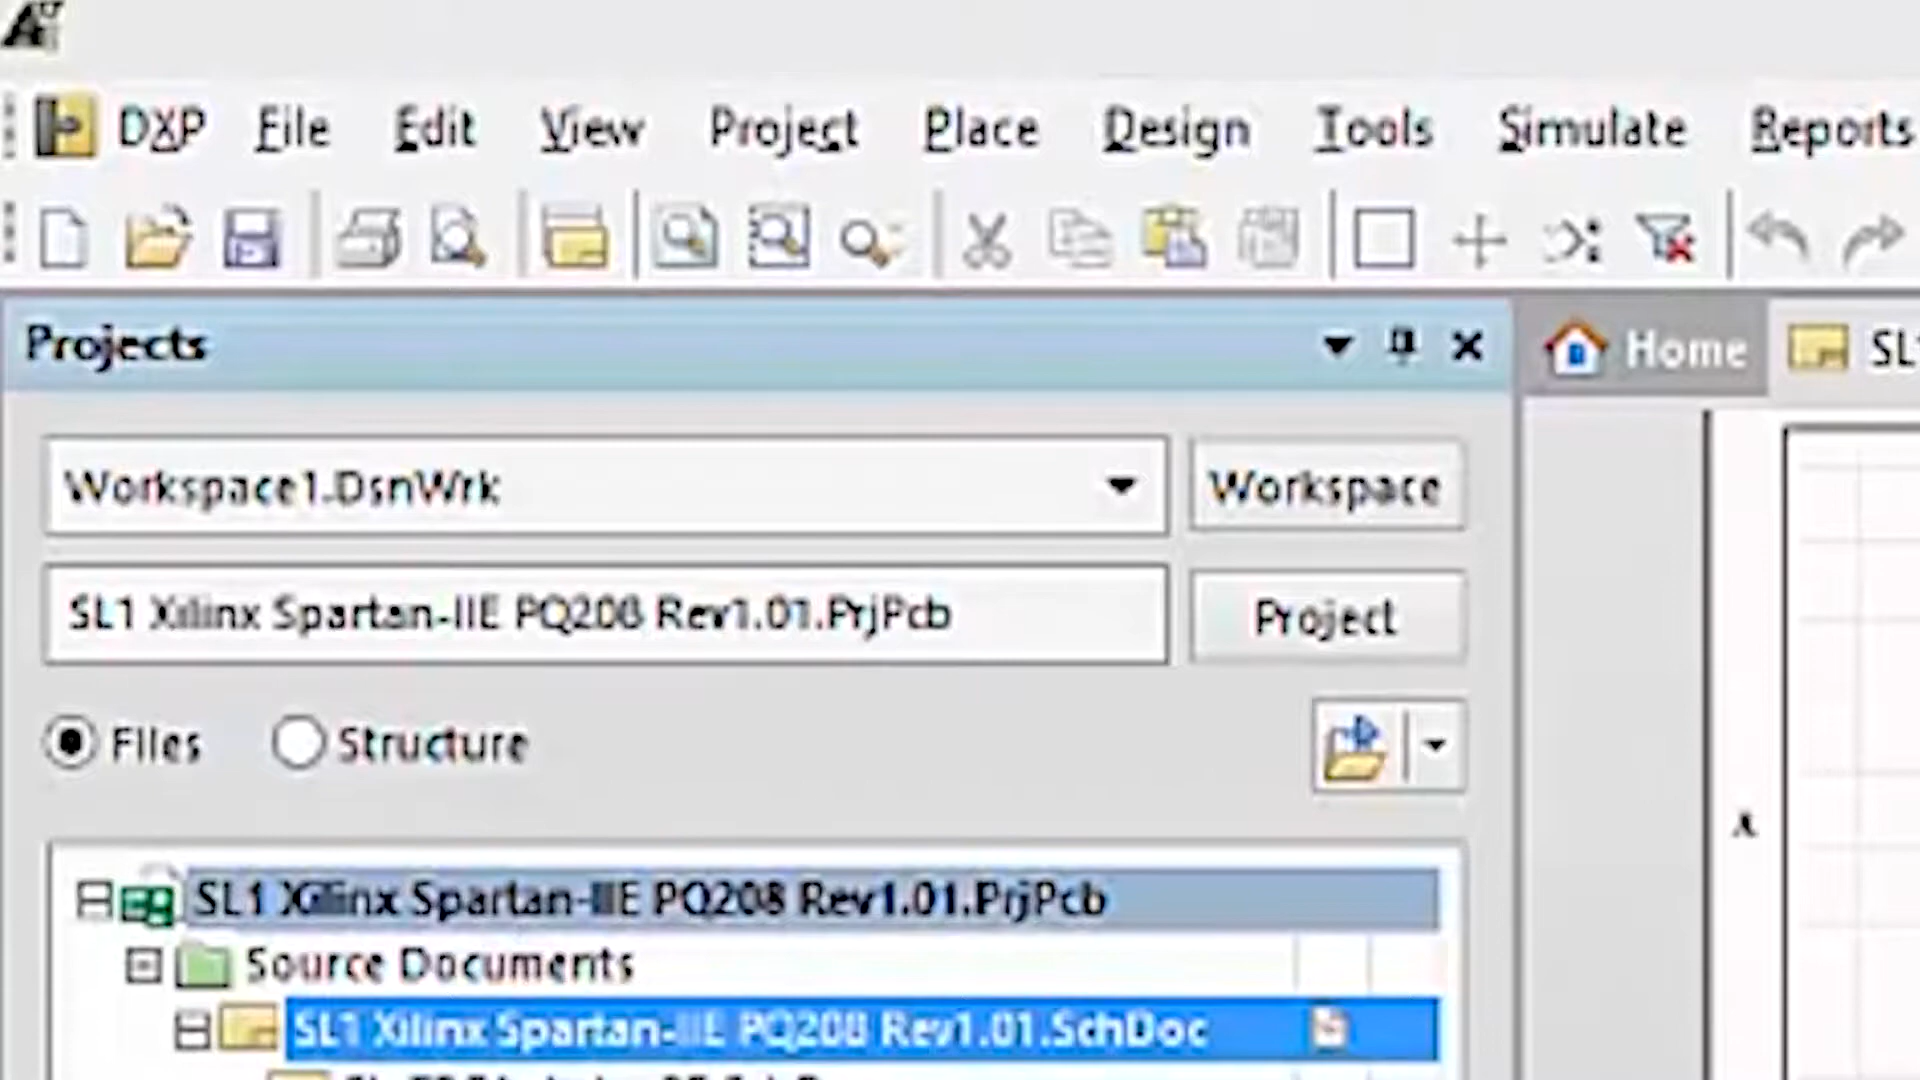 DXP File Edit View Project Place Design Tools Simulate Reports
Projects
Home
SL1
Workspace1.DsnWrk
Workspace
SL1 Xilinx Spartan-IIE PQ208 Rev1.01.PrjPcb
Project
Files Structure
A
SL1 Xilinx Spartan-IIE PQ208 Rev1.01.PrjPcb
Source Documents
SL1 Xilinx Spartan-IIE PQ208 Rev1.01.SchDoc